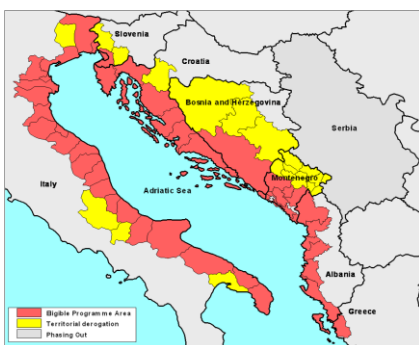 Slovenia
Croatia
Bosnia and Herzegovina
Serbia
Italy
Montenegro
Adriatic Sea
Albania
Greece
Eligible Programme Area
Territorial derogation
Phasing Out